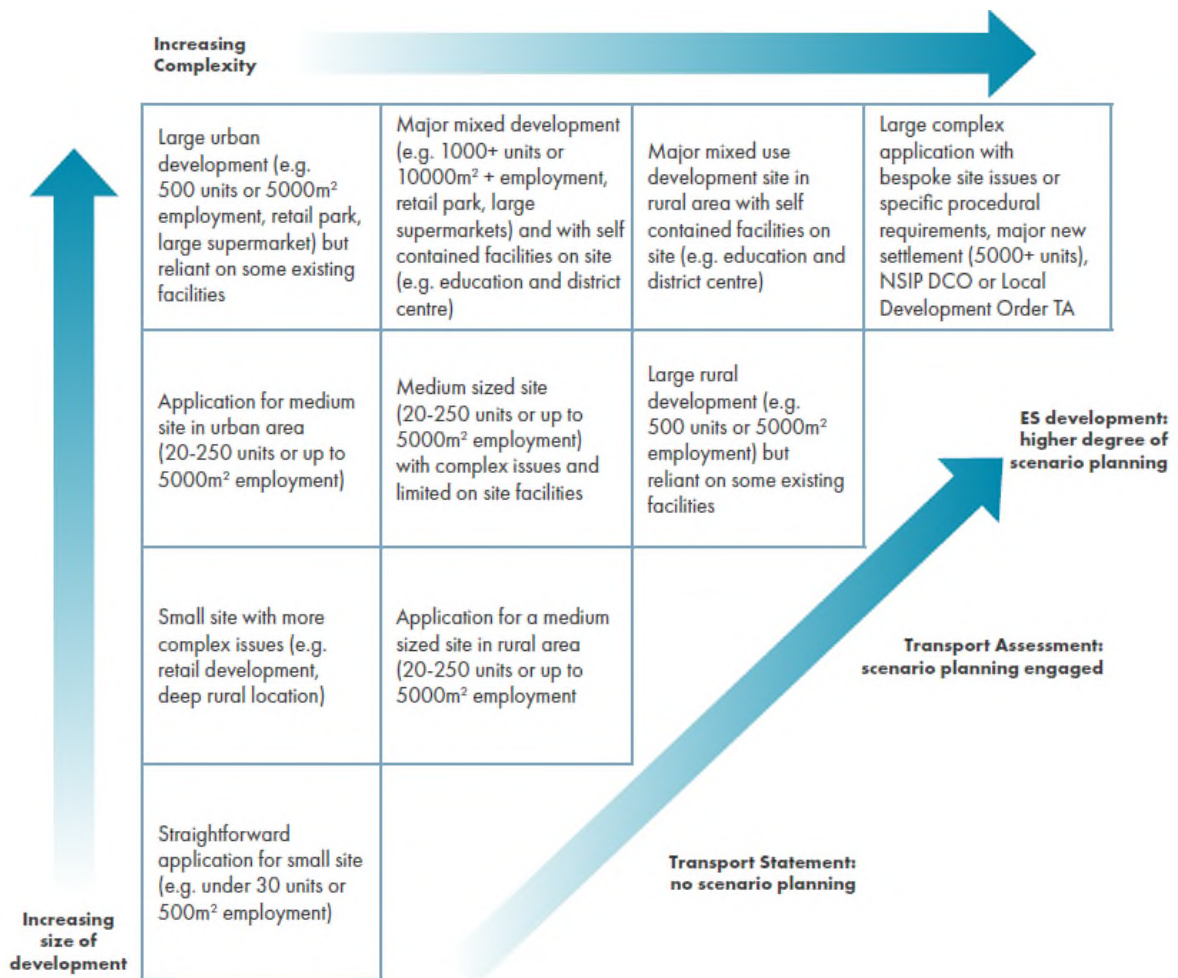 Increasing
Complexity
Large urban
development (e.g.
500 units or 5000m²
employment, retail park,
large supermarket) but
reliant on some existing
facilities
Major mixed development
(e.g. 1000+ units or
10000m² + employment,
retail park, large
supermarkets) and with self
contained facilities on site
(e.g. education and district
centre)
Major mixed use
development site in
rural area with self
contained facilities on
site (e.g. education and
district centre)
Large complex
application with
bespoke site issues or
specific procedural
requirements, major new
settlement (5000+ units),
NSIP DCO or Local
Development Order TA
Application for medium
site in urban area
(20-250 units or up to
5000m² employment)
Medium sized site
(20-250 units or up to
5000m² employment)
with complex issues and
limited on site facilities
Large rural
development (e.g.
500 units or 5000m²
employment) but
reliant on some existing
facilities
ES development:
higher degree of
scenario planning
Small site with more
complex issues (e.g.
retail development,
deep rural location)
Application for a medium
sized site in rural area
(20-250 units or up to
5000m² employment
Transport Assessment:
scenario planning engaged
Straightforward
application for small site
(e.g. under 30 units or
500m² employment)
Transport Statement:
no scenario planning
Increasing
size of
development